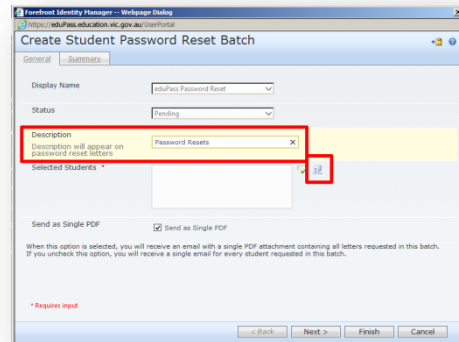 Forefront Identity Manager -- Webpage Dialog
https://eduPass.education.vic.gov.au/UserPortal
Create Student Password Reset Batch
General Summary
Display Name eduPass Password Reset
Status Pending
Description Password Resets X
Description will appear on
password reset letters
Selected Students *
Send as Single PDF Send as Single PDF
When this option is selected, you will receive an email with a single PDF attachment containing all letters requested in this batch.
If you uncheck this option, you will receive a single email for every student requested in this batch.
* Requires input
< Back Next > Finish Cancel